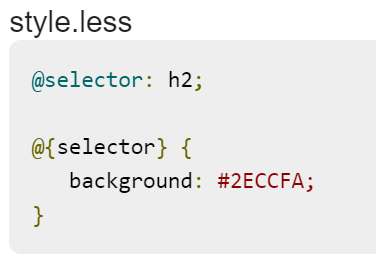 style.less
@selector: h2;
@{selector} {
background: #2ECCFA;
}